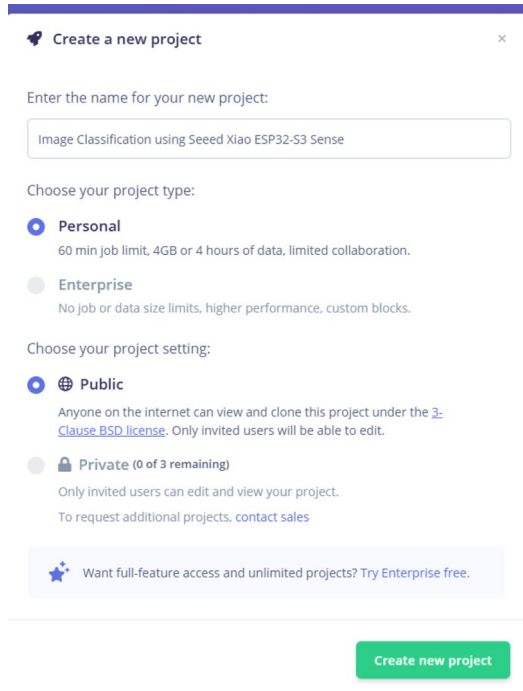 Create a new project
×
Enter the name for your new project:
Image Classification using Seeed Xiao ESP32-S3 Sense
Choose your project type:
Personal
60 min job limit, 4GB or 4 hours of data, limited collaboration.
Enterprise
No job or data size limits, higher performance, custom blocks.
Choose your project setting:
Public
Anyone on the internet can view and clone this project under the 3-
Clause BSD license. Only invited users will be able to edit.
Private (0 of 3 remaining)
Only invited users can edit and view your project.
To request additional projects, contact sales
Want full-feature access and unlimited projects? Try Enterprise free.
Create new project